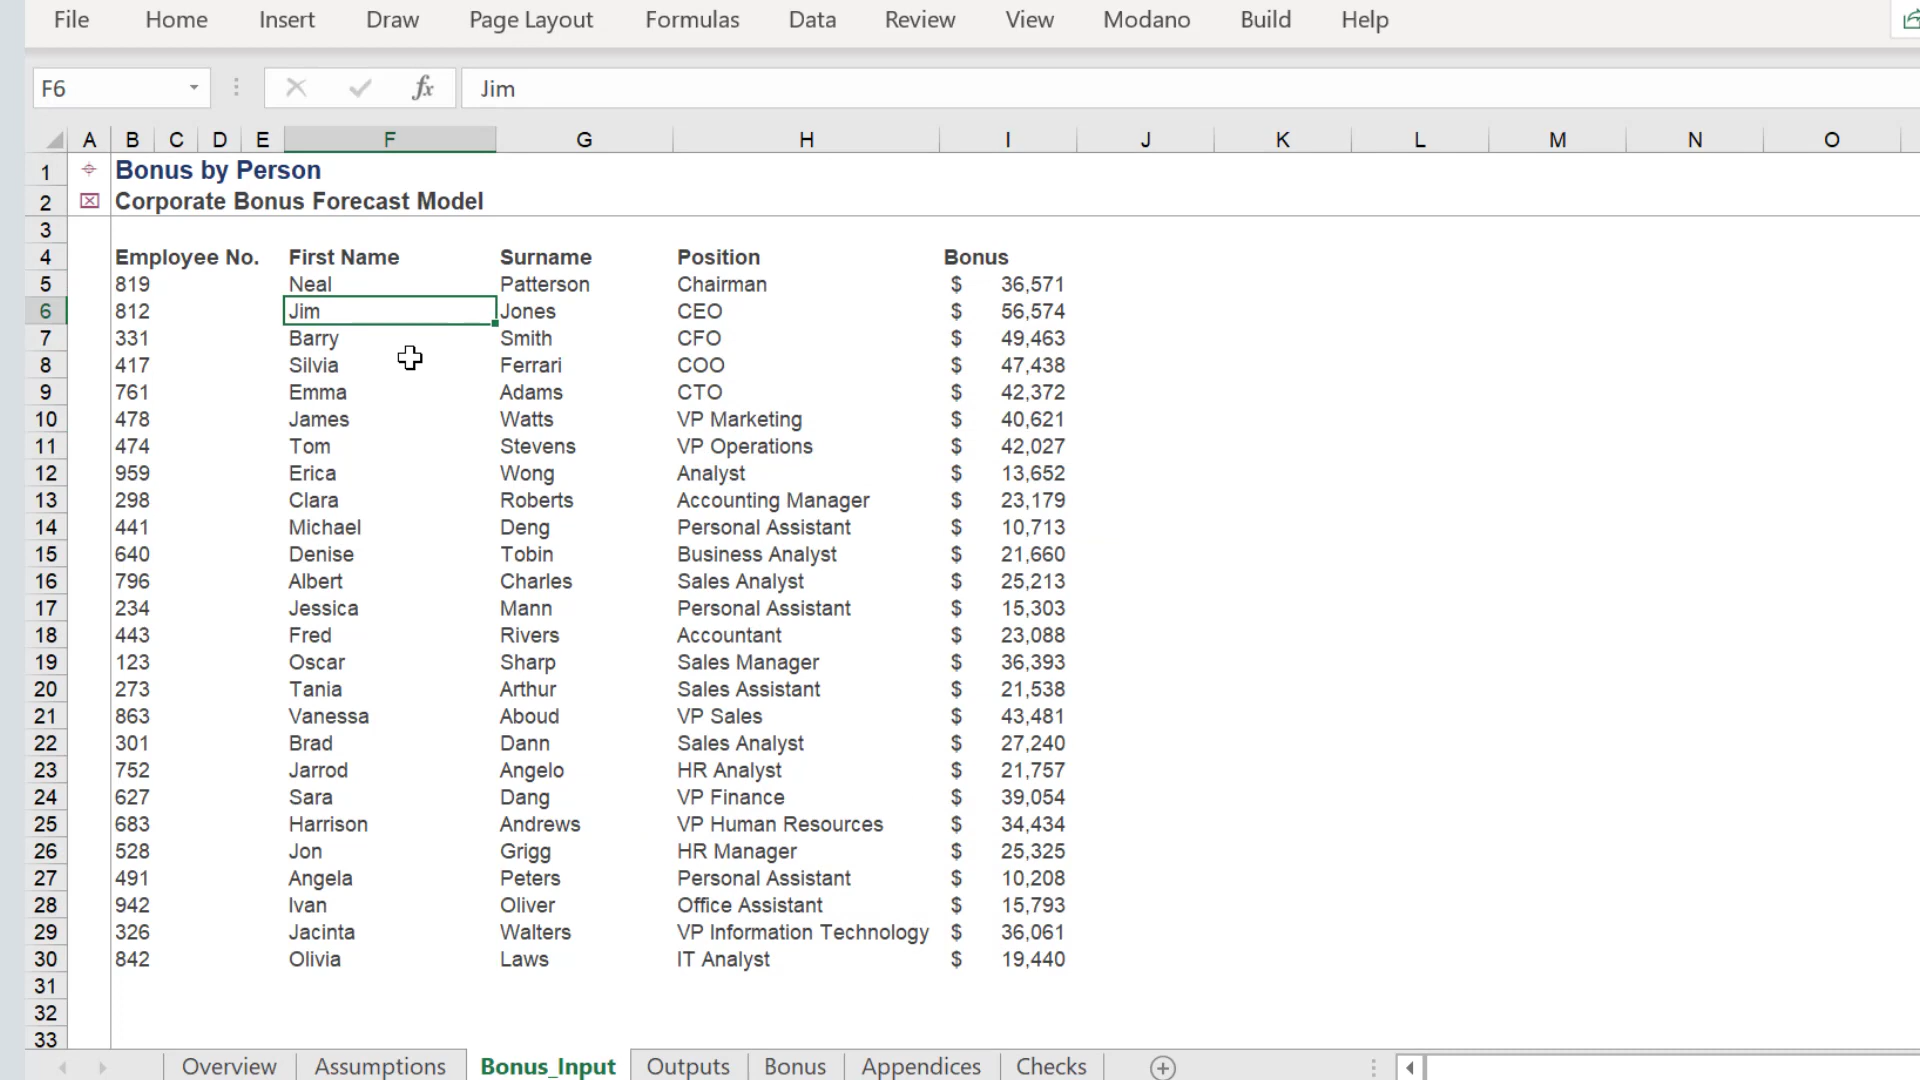 File Home Insert Draw Page Layout Formulas Data Review View Modano Build Help
F6 fx Jim
A B C D E F G H I J K L M N O
1 Bonus by Person
2 Corporate Bonus Forecast Model
3
4 Employee No. First Name Surname Position Bonus
5 819 Neal Patterson Chairman $ 36,571
6 812 Jim Jones CEO $ 56,574
7 331 Barry Smith CFO $ 49,463
8 417 Silvia Ferrari COO $ 47,438
9 761 Emma Adams CTO $ 42,372
10 478 James Watts VP Marketing $ 40,621
11 474 Tom Stevens VP Operations $ 42,027
12 959 Erica Wong Analyst $ 13,652
13 298 Clara Roberts Accounting Manager $ 23,179
14 441 Michael Deng Personal Assistant $ 10,713
15 640 Denise Tobin Business Analyst $ 21,660
16 796 Albert Charles Sales Analyst $ 25,213
17 234 Jessica Mann Personal Assistant $ 15,303
18 443 Fred Rivers Accountant $ 23,088
19 123 Oscar Sharp Sales Manager $ 36,393
20 273 Tania Arthur Sales Assistant $ 21,538
21 863 Vanessa Aboud VP Sales $ 43,481
22 301 Brad Dann Sales Analyst $ 27,240
23 752 Jarrod Angelo HR Analyst $ 21,757
24 627 Sara Dang VP Finance $ 39,054
25 683 Harrison Andrews VP Human Resources $ 34,434
26 528 Jon Grigg HR Manager $ 25,325
27 491 Angela Peters Personal Assistant $ 10,208
28 942 Ivan Oliver Office Assistant $ 15,793
29 326 Jacinta Walters VP Information Technology $ 36,061
30 842 Olivia Laws IT Analyst $ 19,440
31
32
33
Overview Assumptions Bonus_Input Outputs Bonus Appendices Checks